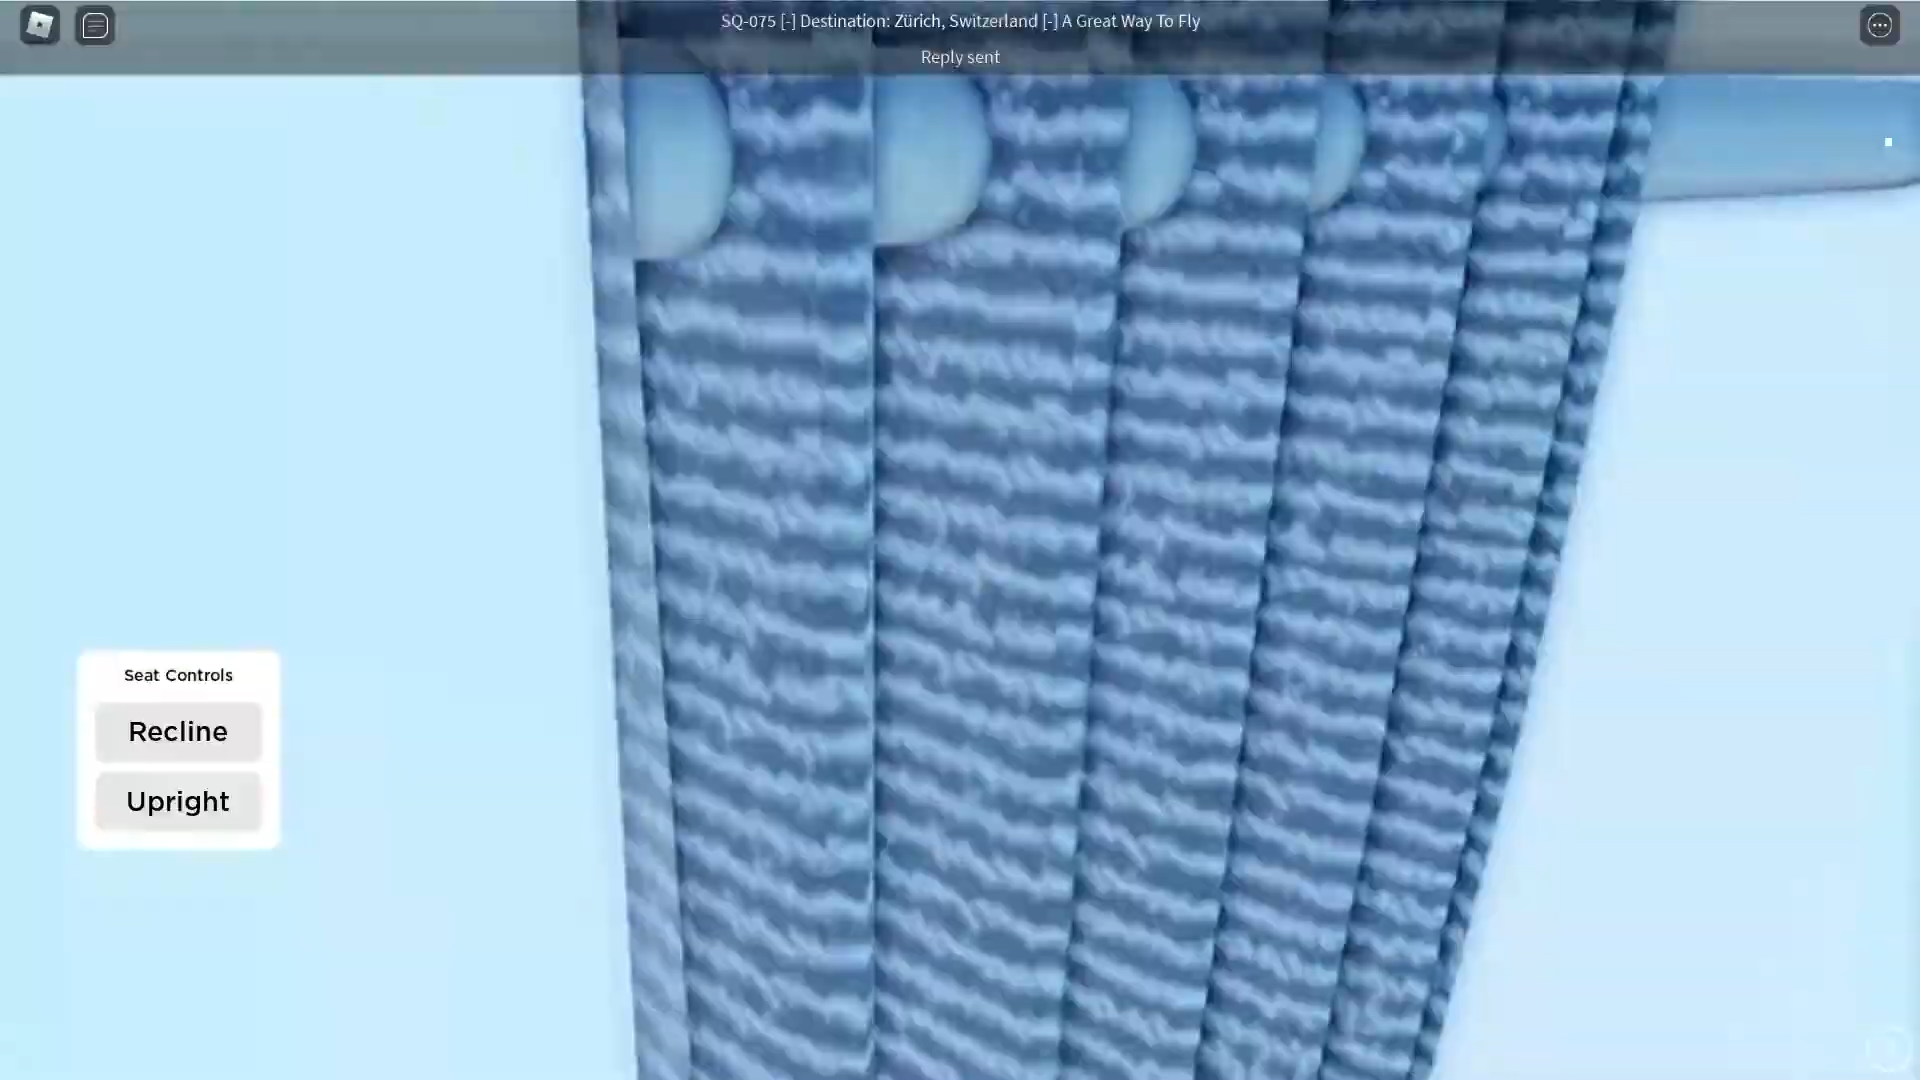 SQ-075 [-] Destination: Zürich, Switzerland [-] A Great Way To Fly
Reply sent
Seat Controls
Recline
Upright